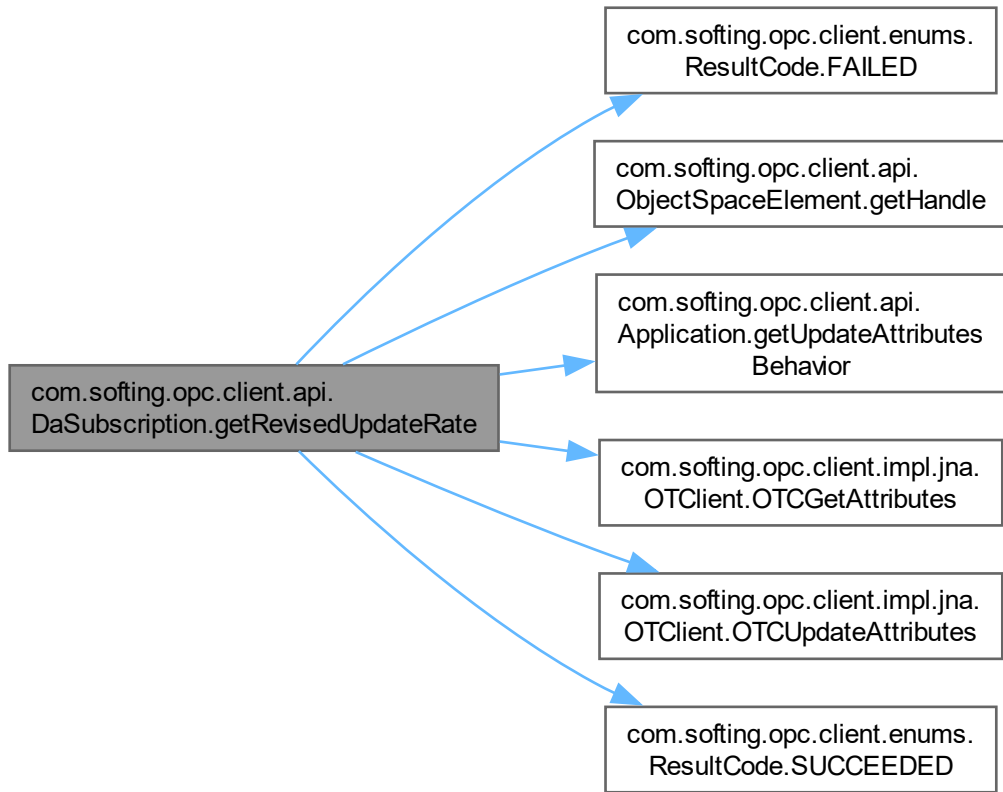 com.softing.opc.client.enums.
ResultCode.FAILED
com.softing.opc.client.api.
ObjectSpaceElement.getHandle
com.softing.opc.client.api.
Application.getUpdateAttributes
Behavior
com.softing.opc.client.api.
DaSubscription.getRevisedUpdateRate
com.softing.opc.client.impl.jna.
OTClient.OTCGetAttributes
com.softing.opc.client.impl.jna.
OTClient.OTCUpdateAttributes
com.softing.opc.client.enums.
ResultCode.SUCCEEDED